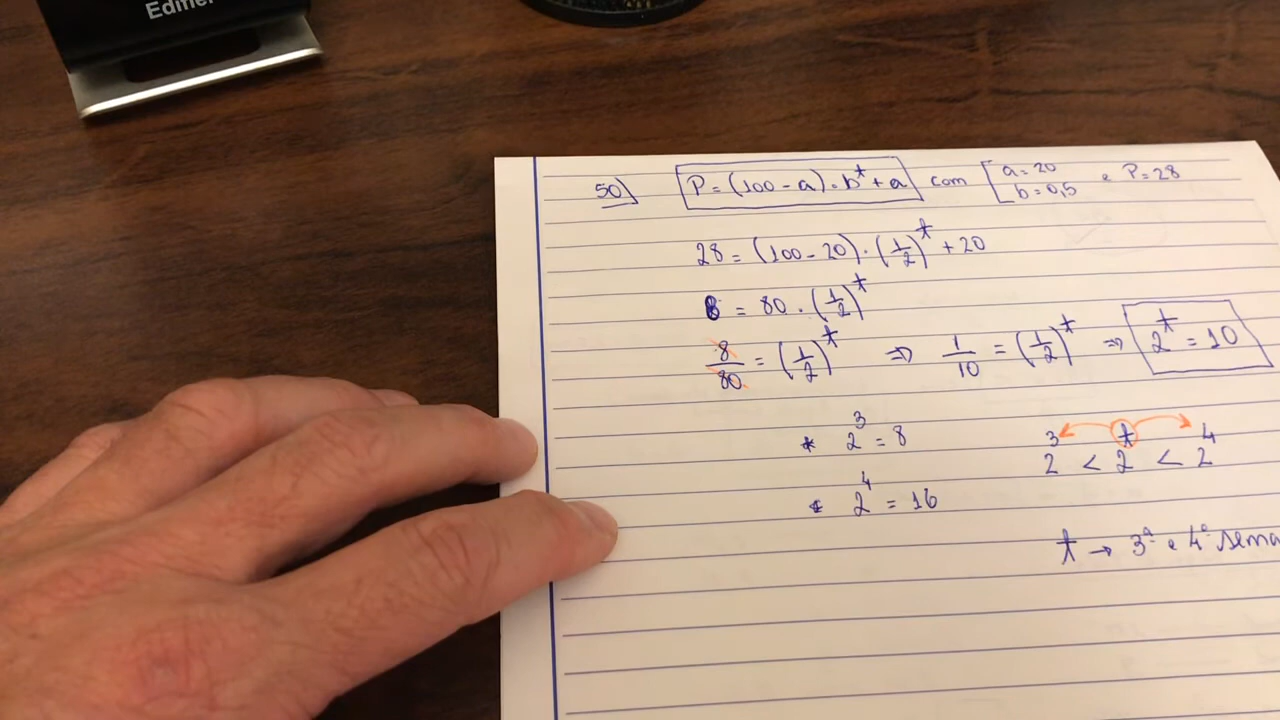 Edifier
50) P = (100 - a) · b^t + a com [a = 20 e P = 28
b = 0,5
28 = (100 - 20) · (1/2)^t + 20
8 = 80 · (1/2)^t
8/80 = (1/2)^t ⇒ 1/10 = (1/2)^t ⇒ 2^t = 10
* 2^3 = 8
2^3 < 2^t < 2^4
* 2^4 = 16
t → 3ª e 4ª sema